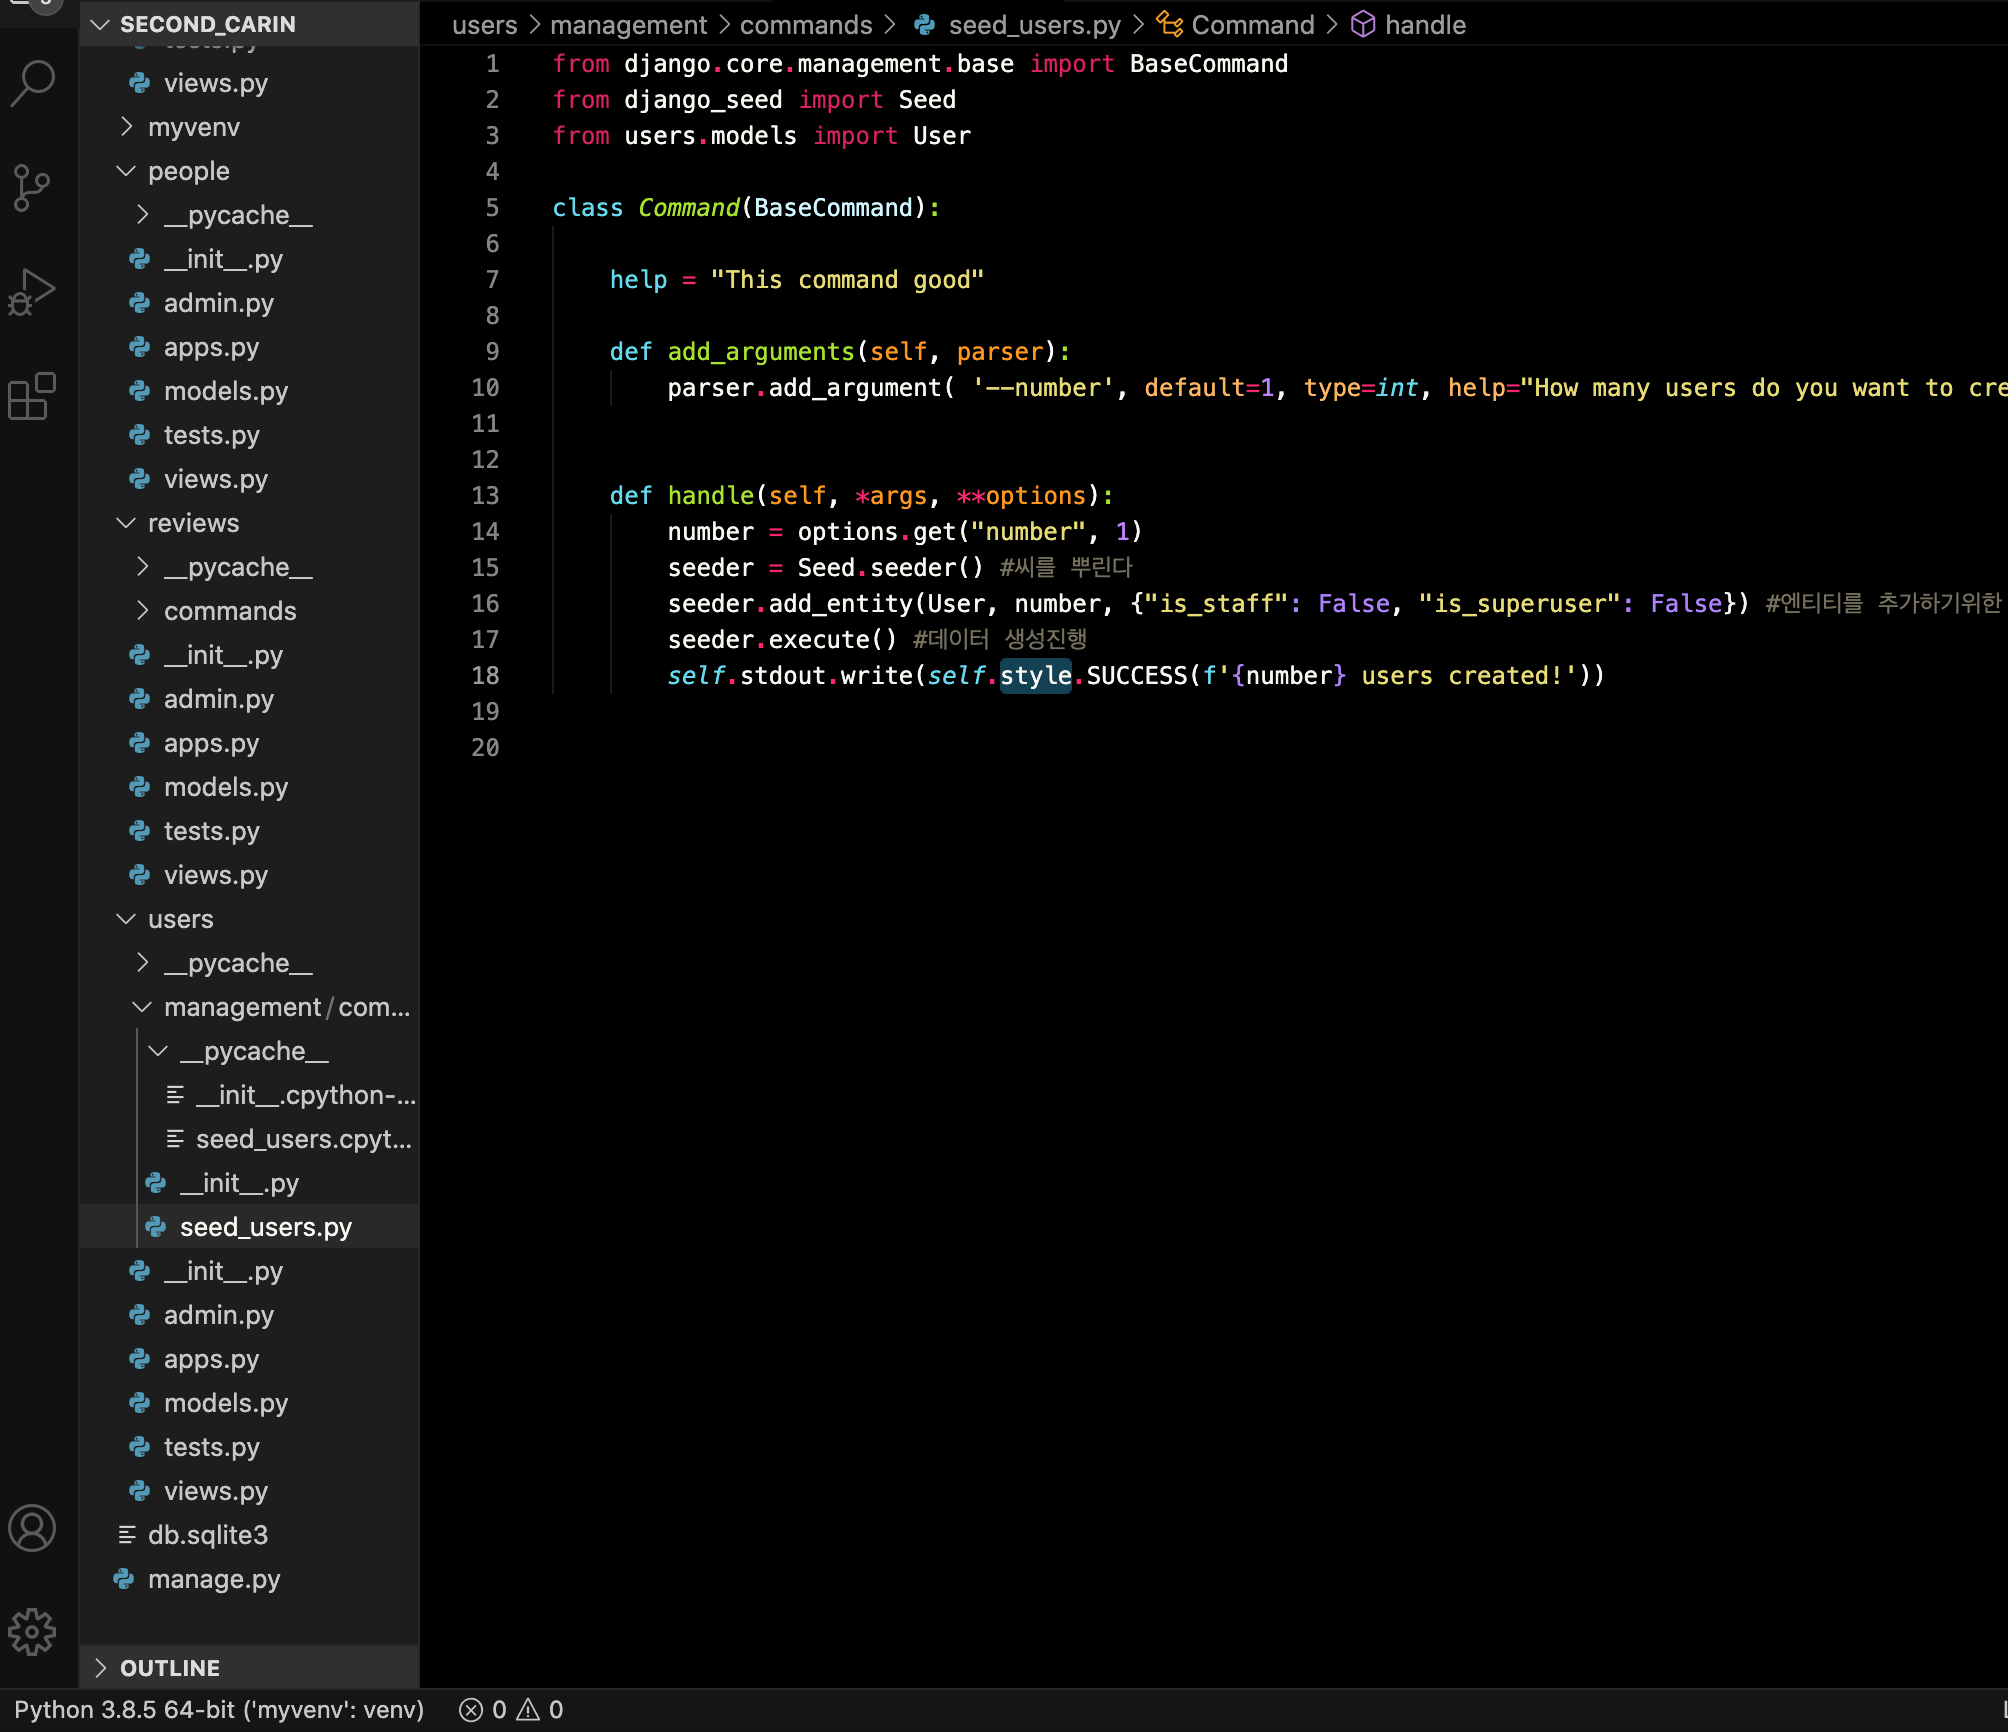 SECOND_CARIN
views.py
myvenv
people
__pycache__
__init__.py
admin.py
apps.py
models.py
tests.py
views.py
reviews
__pycache__
commands
__init__.py
admin.py
apps.py
models.py
tests.py
views.py
users
__pycache__
management/com...
__pycache__
__init__.cpython-...
seed_users.cpyt...
__init__.py
seed_users.py
__init__.py
admin.py
apps.py
models.py
tests.py
views.py
db.sqlite3
manage.py
OUTLINE
users > management > commands > seed_users.py > Command > handle
1 from django.core.management.base import BaseCommand
2 from django_seed import Seed
3 from users.models import User
4
5 class Command(BaseCommand):
6
7 help = "This command good"
8
9 def add_arguments(self, parser):
10 parser.add_argument( '--number', default=1, type=int, help="How many users do you want to cre
11
12
13 def handle(self, *args, **options):
14 number = options.get("number", 1)
15 seeder = Seed.seeder() #씨를 뿌린다
16 seeder.add_entity(User, number, {"is_staff": False, "is_superuser": False}) #엔티티를 추가하기위한
17 seeder.execute() #데이터 생성진행
18 self.stdout.write(self.style.SUCCESS(f'{number} users created!'))
19
20
Python 3.8.5 64-bit ('myvenv': venv) 0 0